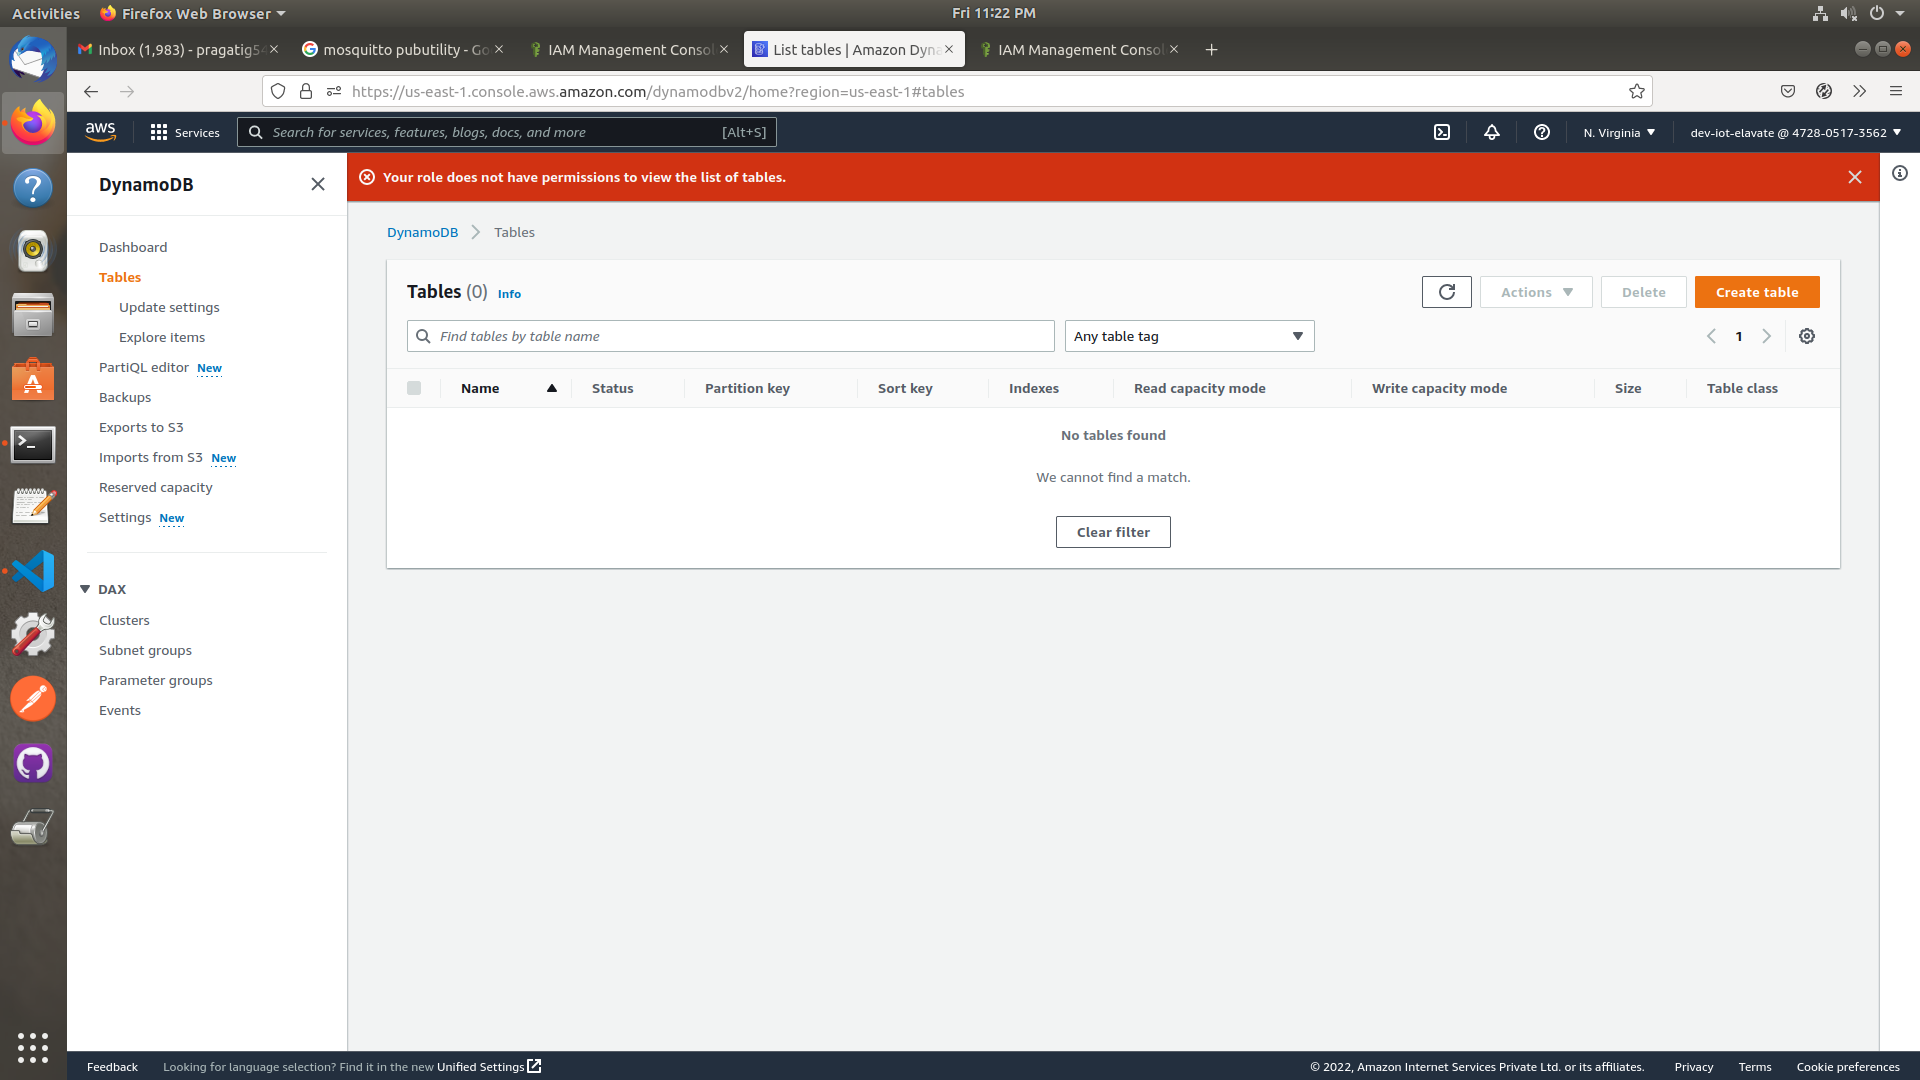 Activities
Firefox Web Browser
Fri 11:22 PM
Inbox (1,983) - pragatig5
mosquitto pubutility - Go
IAM Management Consol
List tables | Amazon Dyna
IAM Management Consol
https://us-east-1.console.aws.amazon.com/dynamodbv2/home?region=us-east-1#tables
aws
Services
Search for services, features, blogs, docs, and more
[Alt+S]
N. Virginia
dev-iot-elavate @ 4728-0517-3562
DynamoDB
Your role does not have permissions to view the list of tables.
Dashboard
Tables
Update settings
Explore items
PartiQL editor New
Backups
Exports to S3
Imports from S3 New
Reserved capacity
Settings New
DAX
Clusters
Subnet groups
Parameter groups
Events
DynamoDB
Tables
Tables (0) Info
Actions
Delete
Create table
Find tables by table name
Any table tag
1
Name
Status
Partition key
Sort key
Indexes
Read capacity mode
Write capacity mode
Size
Table class
No tables found
We cannot find a match.
Clear filter
Feedback
Looking for language selection? Find it in the new Unified Settings
© 2022, Amazon Internet Services Private Ltd. or its affiliates.
Privacy
Terms
Cookie preferences